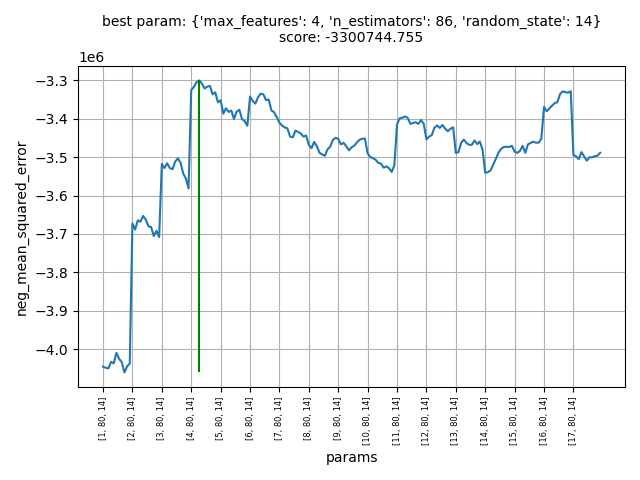 best param: {'max_features': 4, 'n_estimators': 86, 'random_state': 14}
score: -3300744.755
1e6
−3.3
−3.4
−3.5
−3.6
−3.7
−3.8
−3.9
−4.0
neg_mean_squared_error
[1, 80, 14]
[2, 80, 14]
[3, 80, 14]
[4, 80, 14]
[5, 80, 14]
[6, 80, 14]
[7, 80, 14]
[8, 80, 14]
[9, 80, 14]
[10, 80, 14]
[11, 80, 14]
[12, 80, 14]
[13, 80, 14]
[14, 80, 14]
[15, 80, 14]
[16, 80, 14]
[17, 80, 14]
params